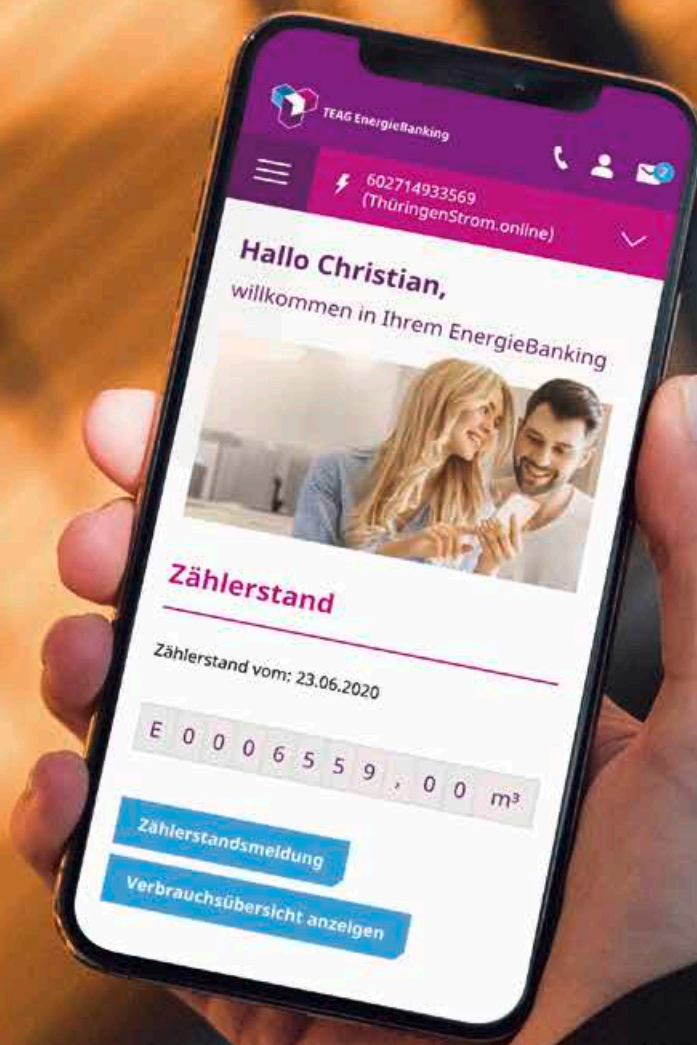 TEAG EnergieBanking
2
602714933569
(ThüringenStrom.online)
Hallo Christian,
willkommen in Ihrem EnergieBanking
Zählerstand
Zählerstand vom: 23.06.2020
E 0 0 0 6 5 5 9 , 0 0 m³
Zählerstandsmeldung
Verbrauchsübersicht anzeigen